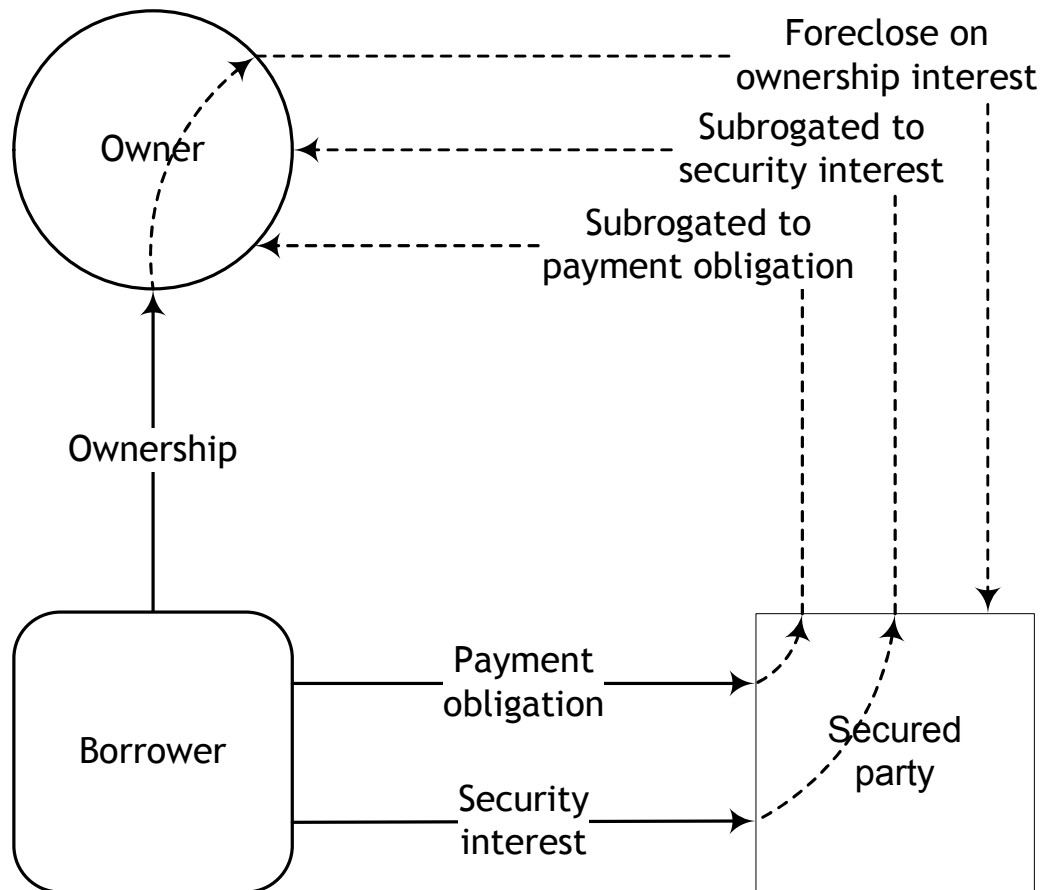 Foreclose on
ownership interest
Owner
Subrogated to
security interest
Subrogated to
payment obligation
Ownership
Payment
obligation
Borrower
Secured
party
Security
interest